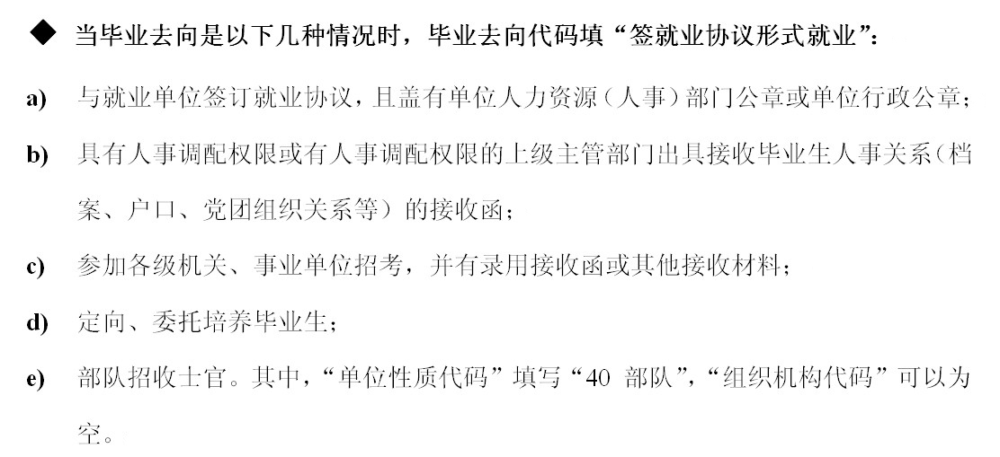 ◆ 当毕业去向是以下几种情况时，毕业去向代码填“签就业协议形式就业”：
a) 与就业单位签订就业协议，且盖有单位人力资源（人事）部门公章或单位行政公章；
b) 具有人事调配权限或有人事调配权限的上级主管部门出具接收毕业生人事关系（档
案、户口、党团组织关系等）的接收函；
c) 参加各级机关、事业单位招考，并有录用接收函或其他接收材料；
d) 定向、委托培养毕业生；
e) 部队招收士官。其中，“单位性质代码”填写“40 部队”，“组织机构代码”可以为
空。